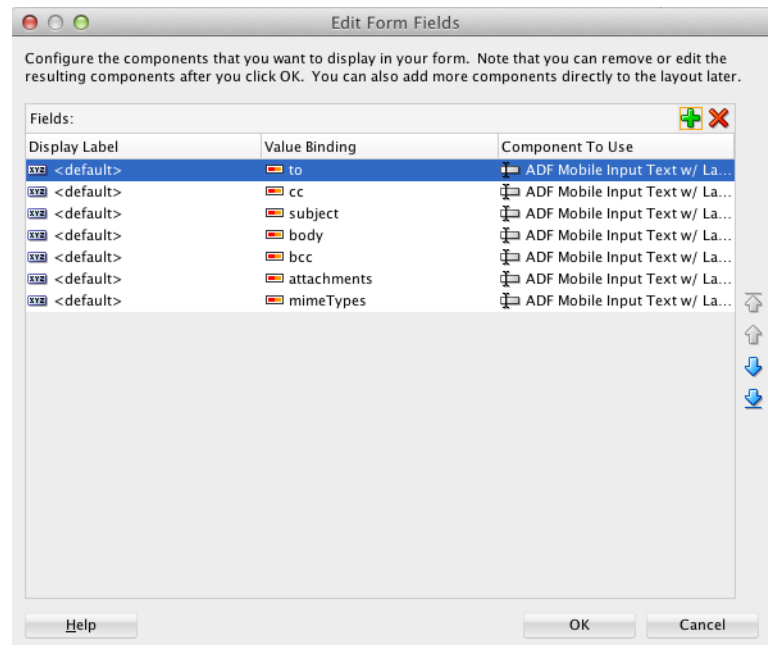 Edit Form Fields
Configure the components that you want to display in your form. Note that you can remove or edit the
resulting components after you click OK. You can also add more components directly to the layout later.
Fields:
Display Label Value Binding Component To Use
<default> to ADF Mobile Input Text w/ La...
<default> cc ADF Mobile Input Text w/ La...
<default> subject ADF Mobile Input Text w/ La...
<default> body ADF Mobile Input Text w/ La...
<default> bcc ADF Mobile Input Text w/ La...
<default> attachments ADF Mobile Input Text w/ La...
<default> mimeTypes ADF Mobile Input Text w/ La...
Help OK Cancel